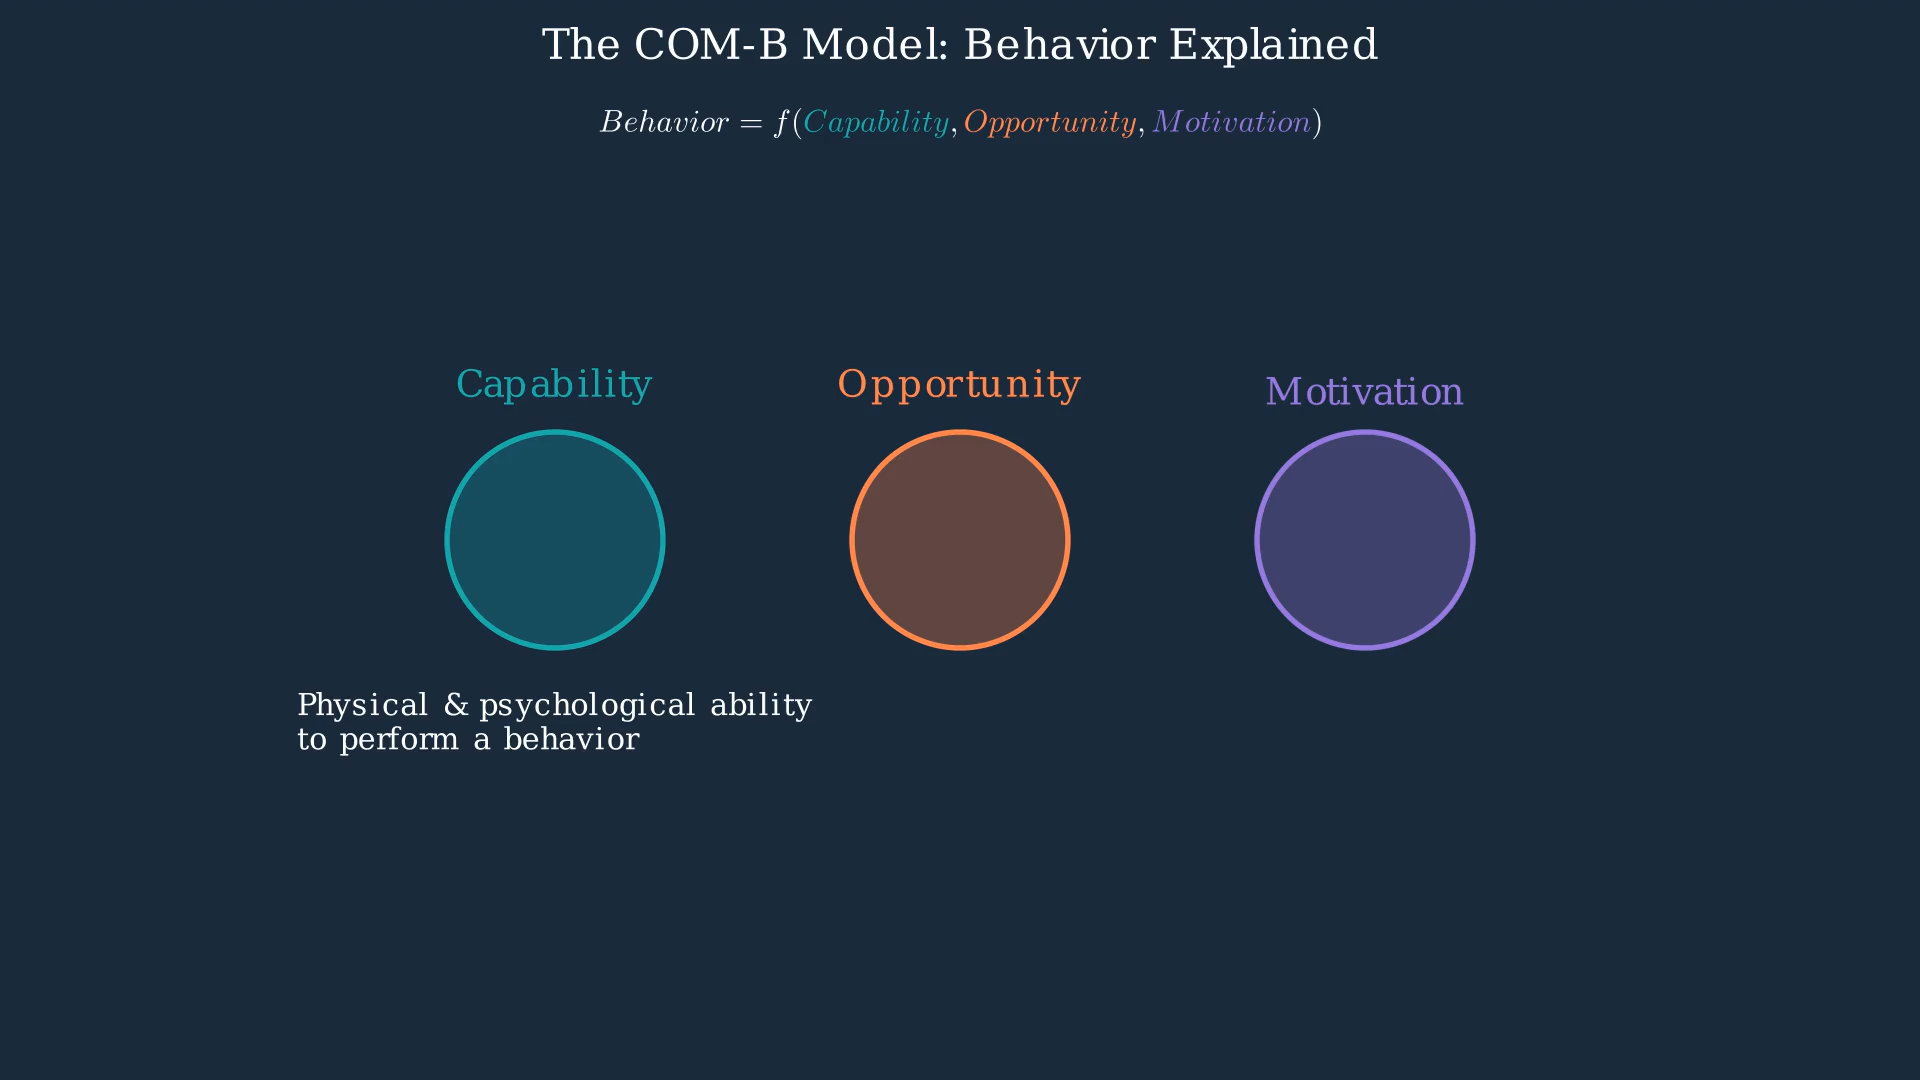 The COM-B Model: Behavior Explained
Behavior = f(Capability, Opportunity, Motivation)
Capability
Opportunity
Motivation
Physical & psychological ability
to perform a behavior